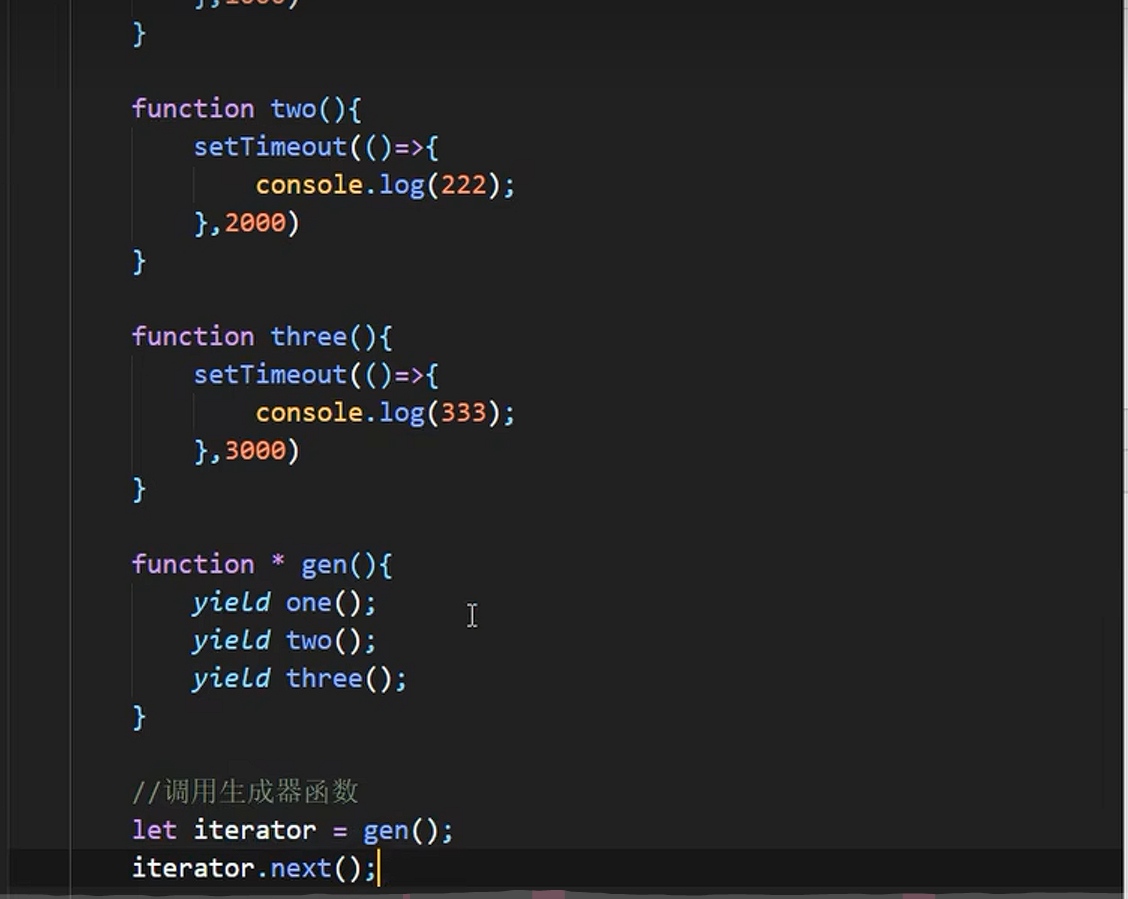 },1000)
}
function two(){
setTimeout(()=>{
console.log(222);
},2000)
}
function three(){
setTimeout(()=>{
console.log(333);
},3000)
}
function * gen(){
yield one();
yield two();
yield three();
}
//调用生成器函数
let iterator = gen();
iterator.next();